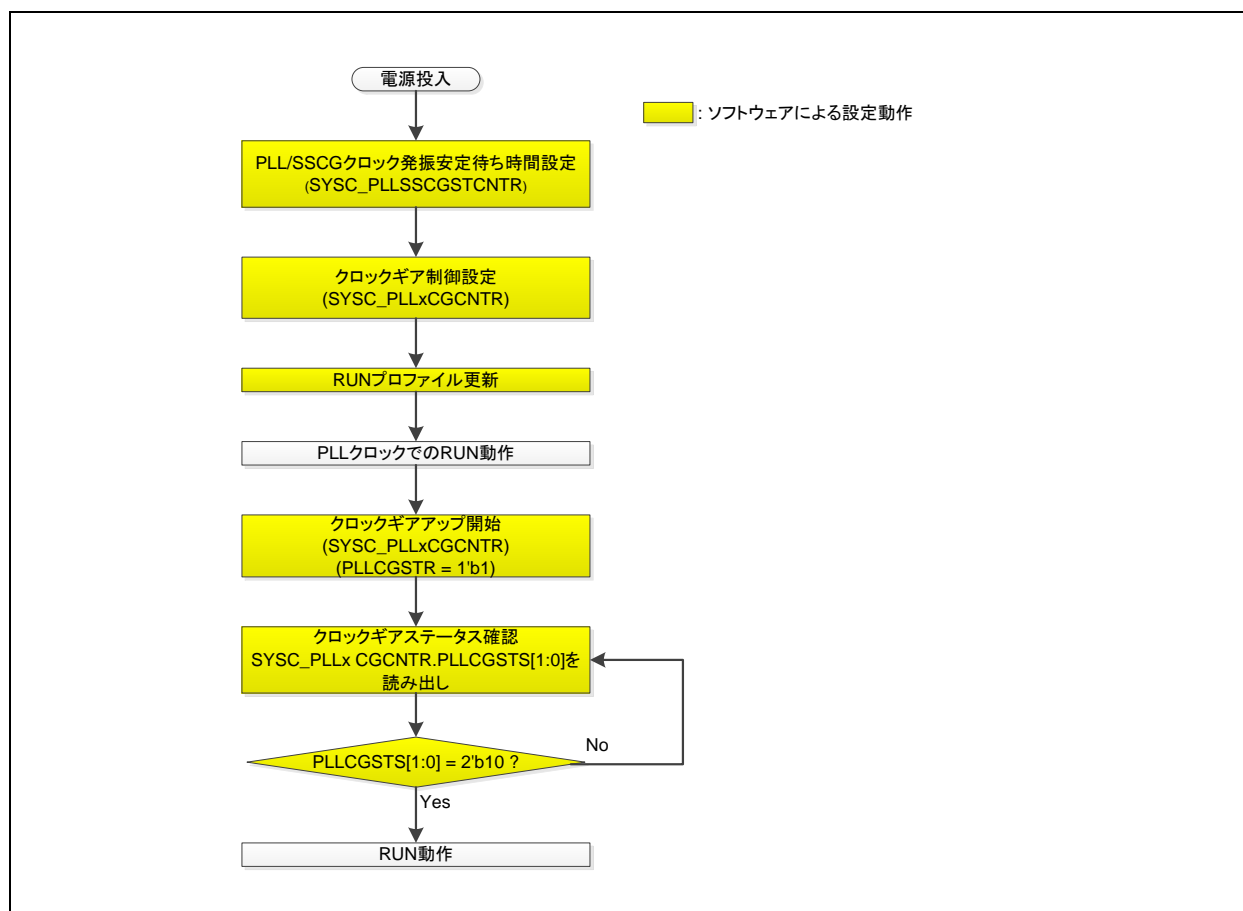 電源投入
: ソフトウェアによる設定動作
PLL/SSCGクロック発振安定待ち時間設定
(SYSC_PLLSSCGSTCNTR)
クロックギア制御設定
(SYSC_PLLxCGCNTR)
RUNプロファイル更新
PLLクロックでのRUN動作
クロックギアアップ開始
(SYSC_PLLxCGCNTR)
(PLLCGSTR = 1'b1)
クロックギアステータス確認
SYSC_PLLx CGCNTR.PLLCGSTS[1:0]を
読み出し
PLLCGSTS[1:0] = 2'b10 ?
No
Yes
RUN動作